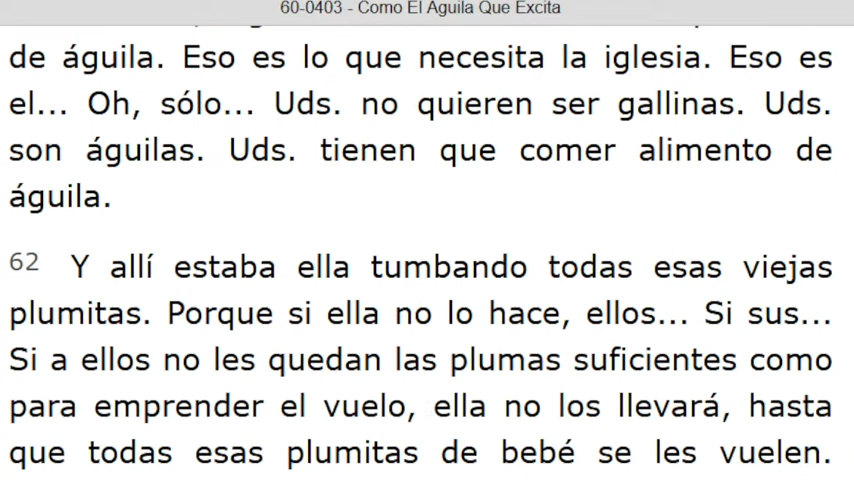 60-0403 - Como El Aguila Que Excita
de águila. Eso es lo que necesita la iglesia. Eso es
el... Oh, sólo... Uds. no quieren ser gallinas. Uds.
son águilas. Uds. tienen que comer alimento de
águila.
62 Y allí estaba ella tumbando todas esas viejas
plumitas. Porque si ella no lo hace, ellos... Si sus...
Si a ellos no les quedan las plumas suficientes como
para emprender el vuelo, ella no los llevará, hasta
que todas esas plumitas de bebé se les vuelen.